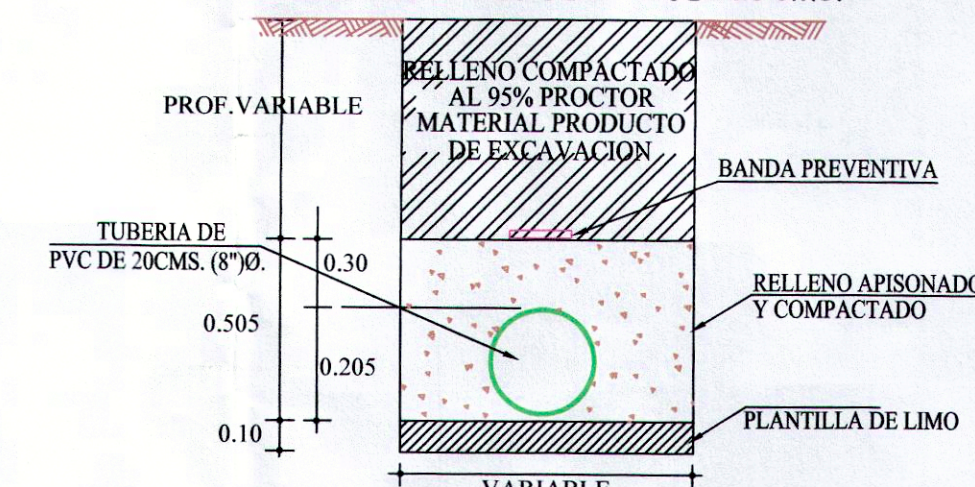 RELLENO COMPACTADO
AL 95% PROCTOR
MATERIAL PRODUCTO
DE EXCAVACION
PROF.VARIABLE
BANDA PREVENTIVA
TUBERIA DE
PVC DE 20CMS. (8")Ø.
0.30
RELLENO APISONADO
Y COMPACTADO
0.505
0.205
0.10
PLANTILLA DE LIMO
VARIABLE